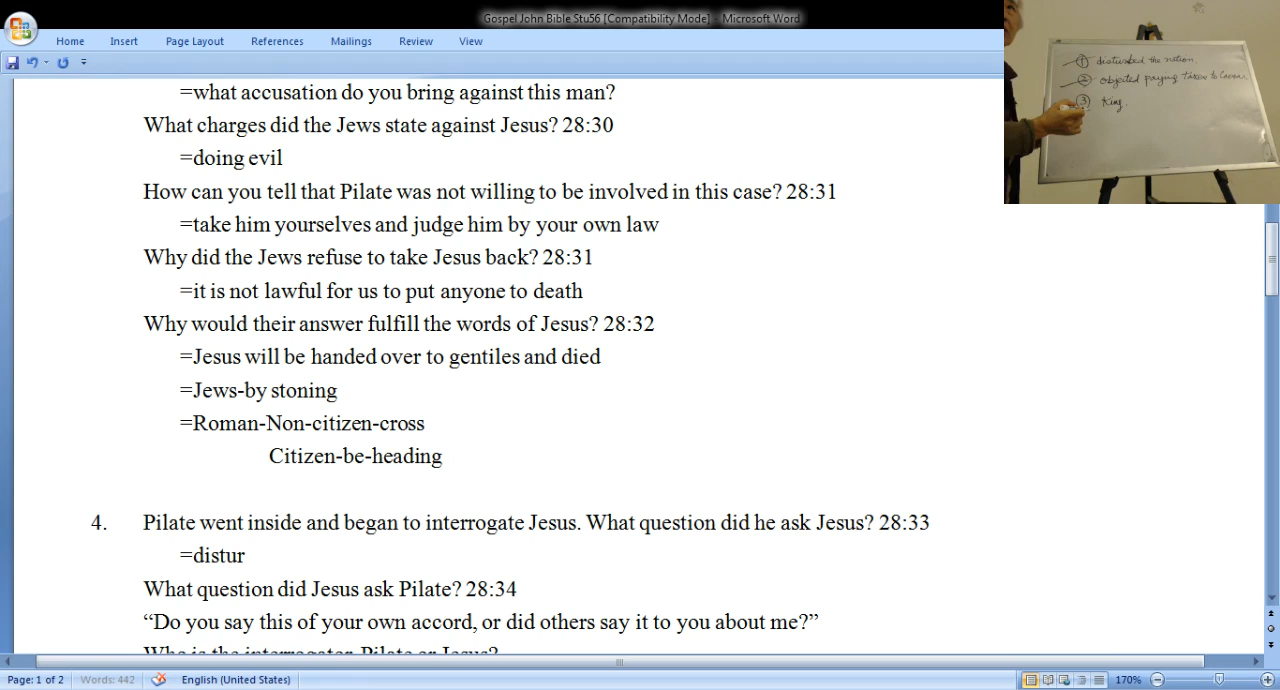 Gospel John Bible Stu56 [Compatibility Mode] - Microsoft Word
Home Insert Page Layout References Mailings Review View
=what accusation do you bring against this man?
What charges did the Jews state against Jesus? 28:30
=doing evil
How can you tell that Pilate was not willing to be involved in this case? 28:31
=take him yourselves and judge him by your own law
Why did the Jews refuse to take Jesus back? 28:31
=it is not lawful for us to put anyone to death
Why would their answer fulfill the words of Jesus? 28:32
=Jesus will be handed over to gentiles and died
=Jews-by stoning
=Roman-Non-citizen-cross
Citizen-be-heading
4. Pilate went inside and began to interrogate Jesus. What question did he ask Jesus? 28:33
=distur
What question did Jesus ask Pilate? 28:34
“Do you say this of your own accord, or did others say it to you about me?”
Who is the interrogator, Pilate or Jesus?
Page: 1 of 2 Words: 442 English (United States) 170%
1 disturbed the nation
2 objected paying taxes to Caesar
3 King.